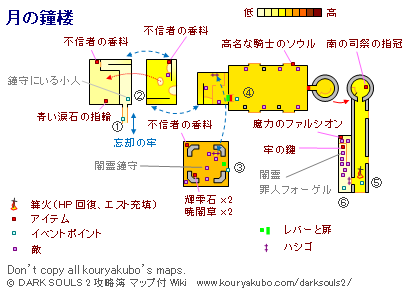 月の鐘楼
低 高
不信者の香料
不信者の香料
高名な騎士のソウル
南の司祭の指冠
鐘守にいる小人
②
④
青い涙石の指輪
①
不信者の香料
魔力のファルシオン
忘却の牢
牢の鍵
闇霊鐘守
③
闇霊
罪人フォーゲル
⑤
輝雫石 ×2
暁闇草 ×2
⑥
篝火(HP 回復、エスト充填)
アイテム
イベントポイント
敵
レバーと扉
ハシゴ
Don't copy all kouryakubo's maps.
© DARK SOULS 2 攻略簿 マップ付 Wiki www.kouryakubo.com/darksouls2/